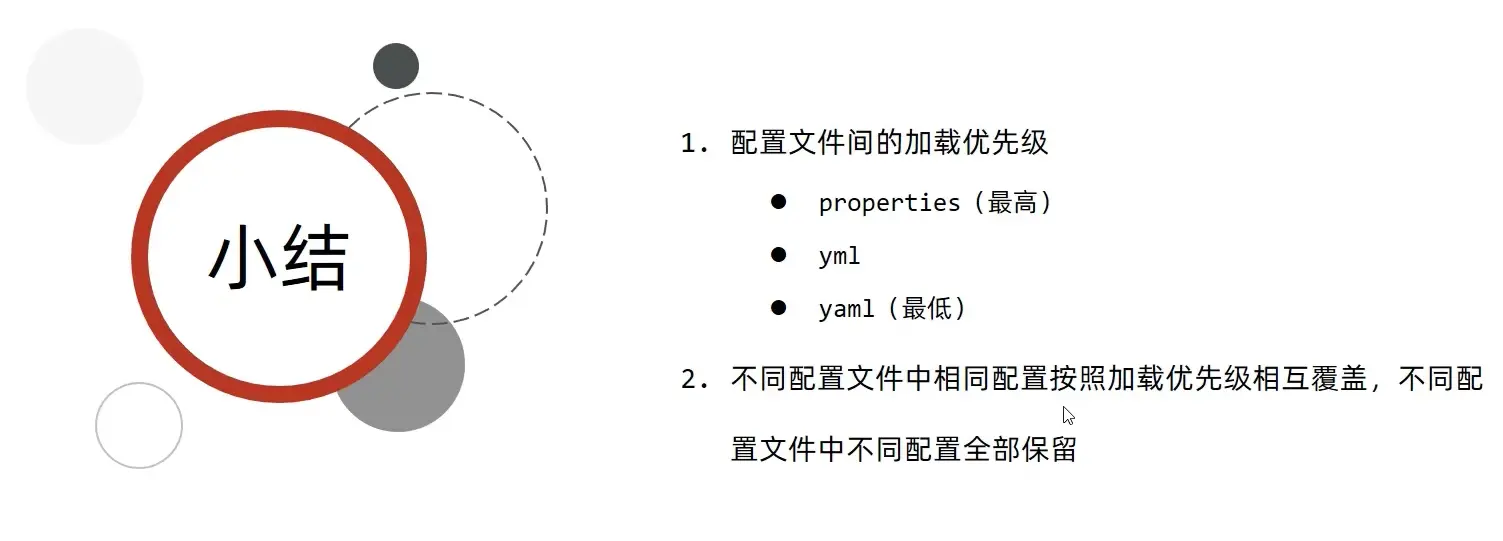 小结
1. 配置文件间的加载优先级
● properties（最高）
● yml
● yaml（最低）
2. 不同配置文件中相同配置按照加载优先级相互覆盖，不同配
置文件中不同配置全部保留